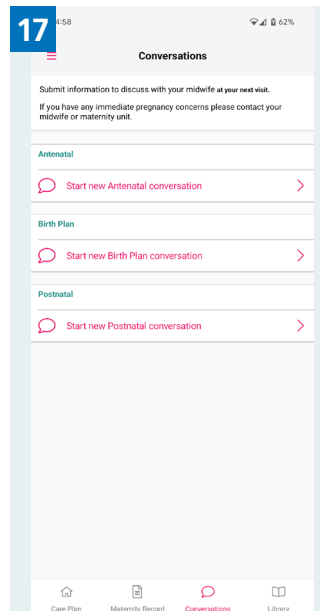 17
4:58
62%
Conversations
Submit information to discuss with your midwife at your next visit.
If you have any immediate pregnancy concerns please contact your
midwife or maternity unit.
Antenatal
Start new Antenatal conversation
Birth Plan
Start new Birth Plan conversation
Postnatal
Start new Postnatal conversation
Care Plan
Maternity Record
Conversations
Library